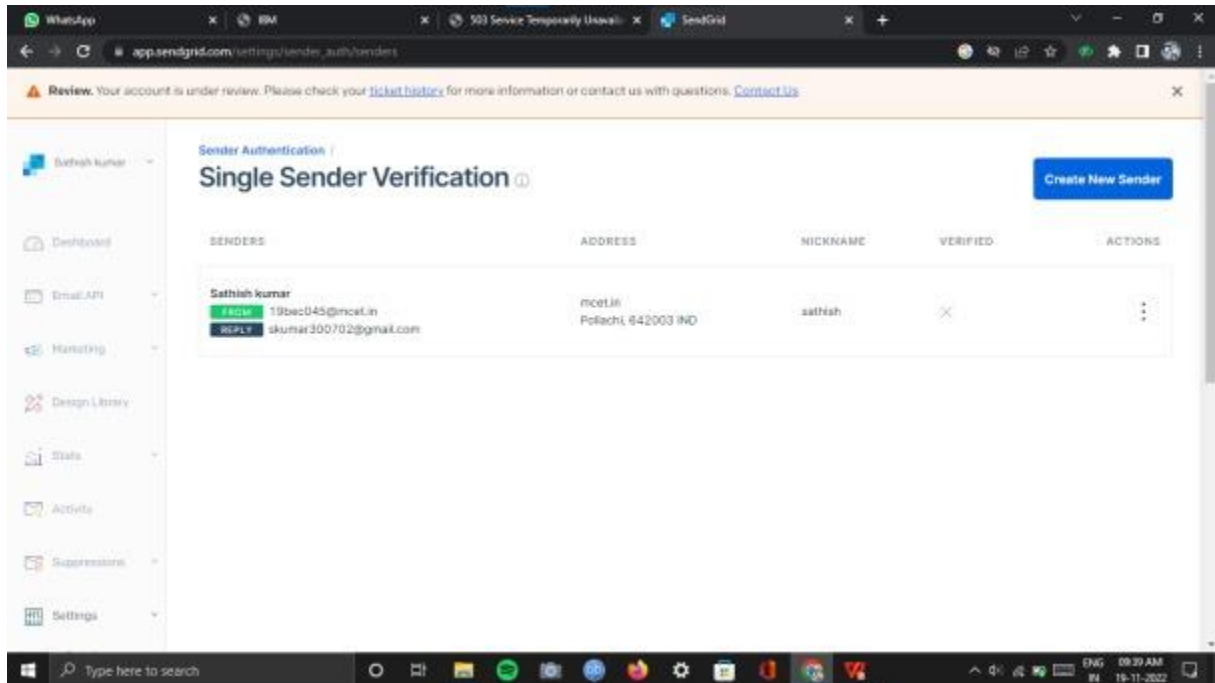 WhatsApp
IBM
503 Service Temporarily Unavail
SendGrid
app.sendgrid.com/settings/sender_auth/senders
Review. Your account is under review. Please check your ticket history for more information or contact us with questions. Contact Us
Sathish kumar
Sender Authentication /
Single Sender Verification
Create New Sender
Dashboard
SENDERS ADDRESS NICKNAME VERIFIED ACTIONS
Email API
Sathish kumar
FROM 19bec045@mcet.in
REPLY skumar300702@gmail.com
mcet.in
Pollachi, 642003 IND
sathish
Marketing
Design Library
Stats
Activity
Suppressions
Settings
Type here to search
ENG
IN
09:39 AM
19-11-2022